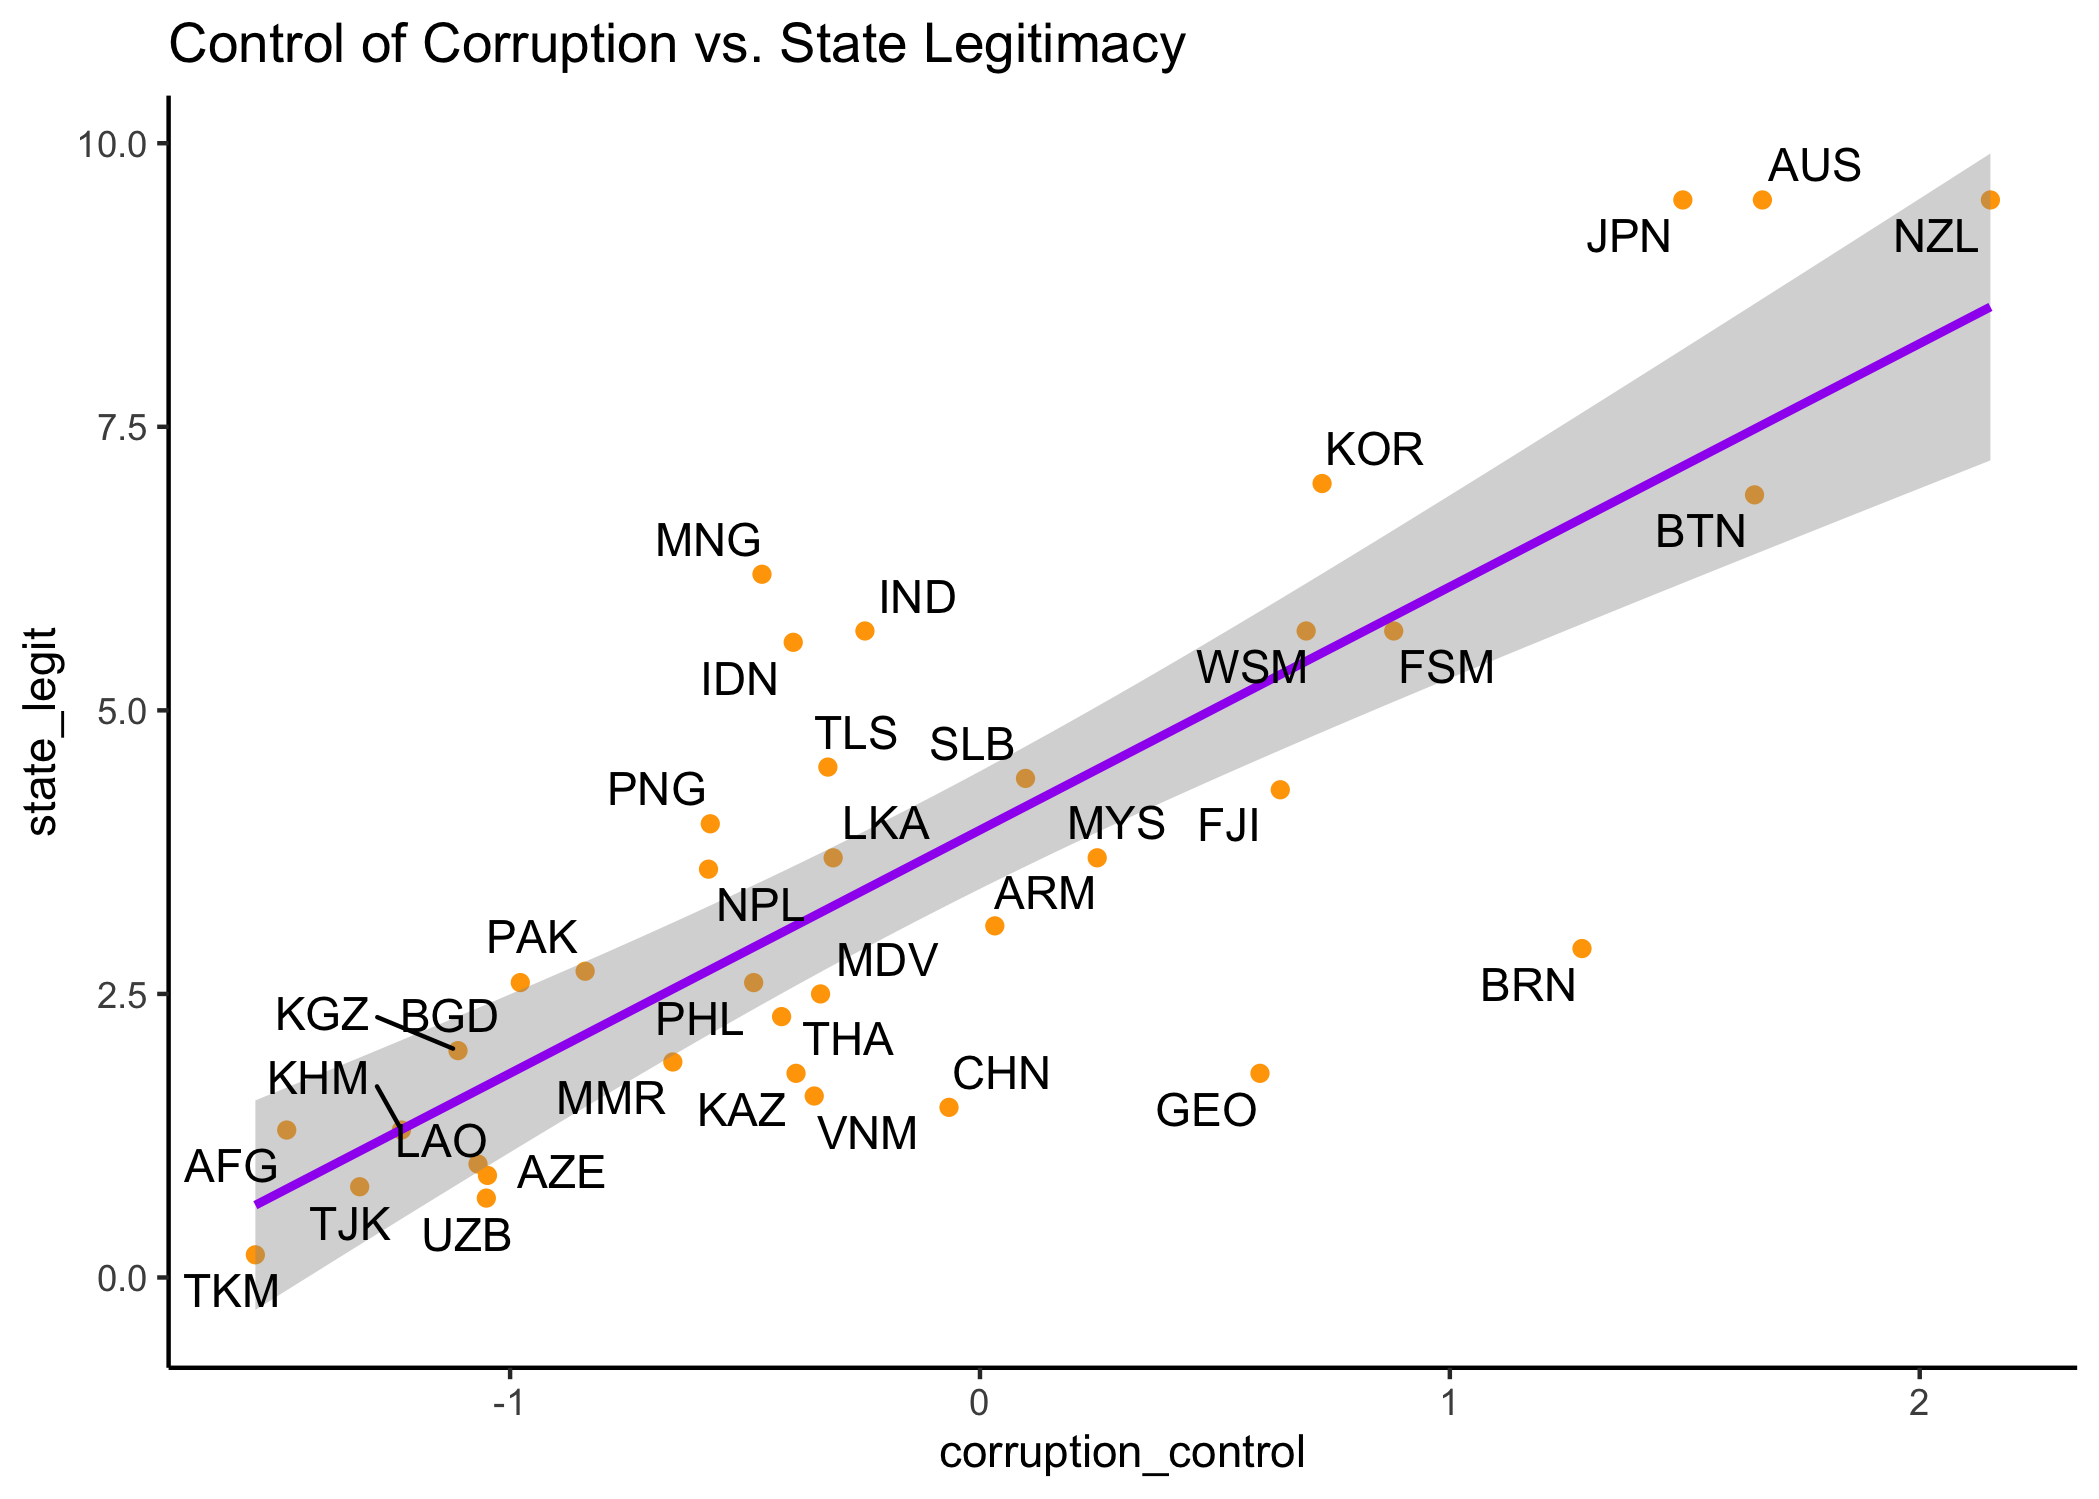 Control of Corruption vs. State Legitimacy
10.0
AUS
JPN
NZL
7.5
KOR
BTN
MNG
IND
IDN
WSM
FSM
state_legit
5.0
TLS
SLB
PNG
LKA
MYS
FJI
NPL
ARM
PAK
MDV
2.5
BRN
KGZ
BGD
PHL
THA
KHM
CHN
MMR
KAZ
GEO
VNM
LAO
AFG
AZE
TJK
UZB
0.0
TKM
-1
0
1
2
corruption_control